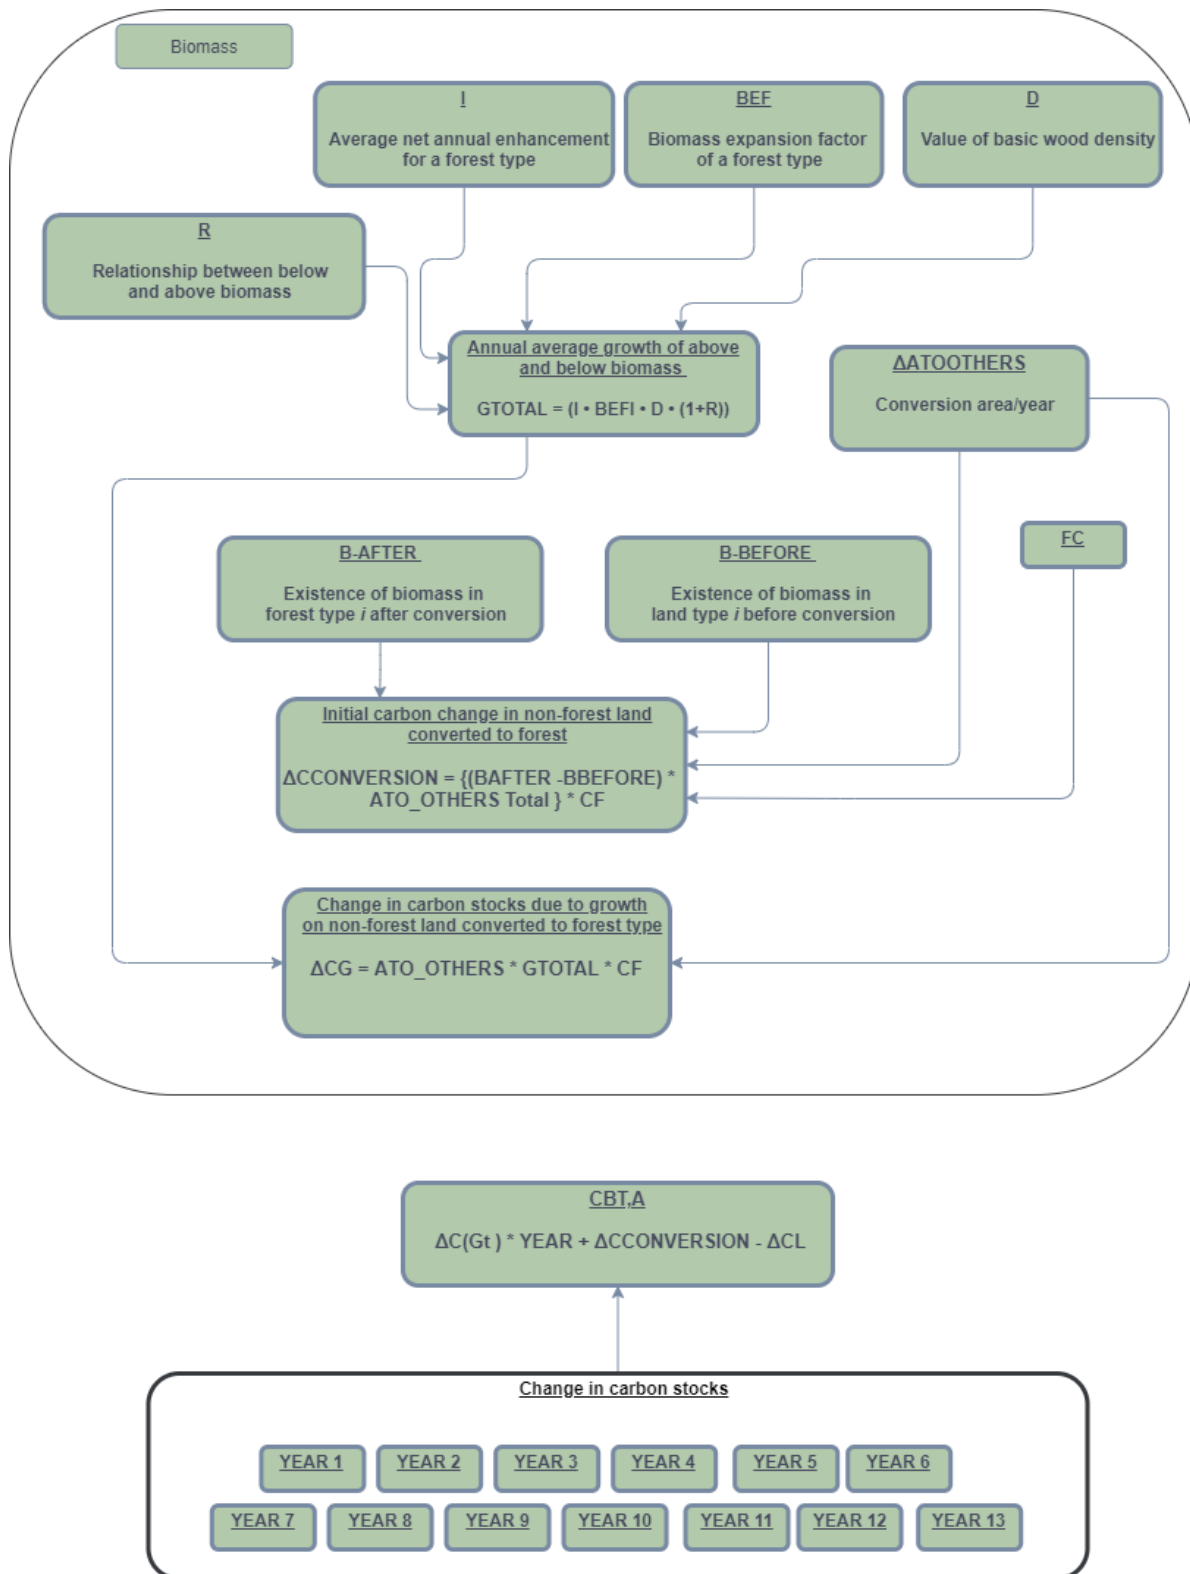 Biomass
I
Average net annual enhancement
for a forest type
BEF
Biomass expansion factor
of a forest type
D
Value of basic wood density
R
Relationship between below
and above biomass
Annual average growth of above
and below biomass
GTOTAL = (I • BEFI • D • (1+R))
ΔATOOTHERS
Conversion area/year
FC
B-AFTER
Existence of biomass in
forest type i after conversion
B-BEFORE
Existence of biomass in
land type i before conversion
Initial carbon change in non-forest land
converted to forest
ΔCCONVERSION = {(BAFTER -BBEFORE) *
ATO_OTHERS Total } * CF
Change in carbon stocks due to growth
on non-forest land converted to forest type
ΔCG = ATO_OTHERS * GTOTAL * CF
CBT,A
ΔC(Gt ) * YEAR + ΔCCONVERSION - ΔCL
Change in carbon stocks
YEAR 1 YEAR 2 YEAR 3 YEAR 4 YEAR 5 YEAR 6
YEAR 7 YEAR 8 YEAR 9 YEAR 10 YEAR 11 YEAR 12 YEAR 13